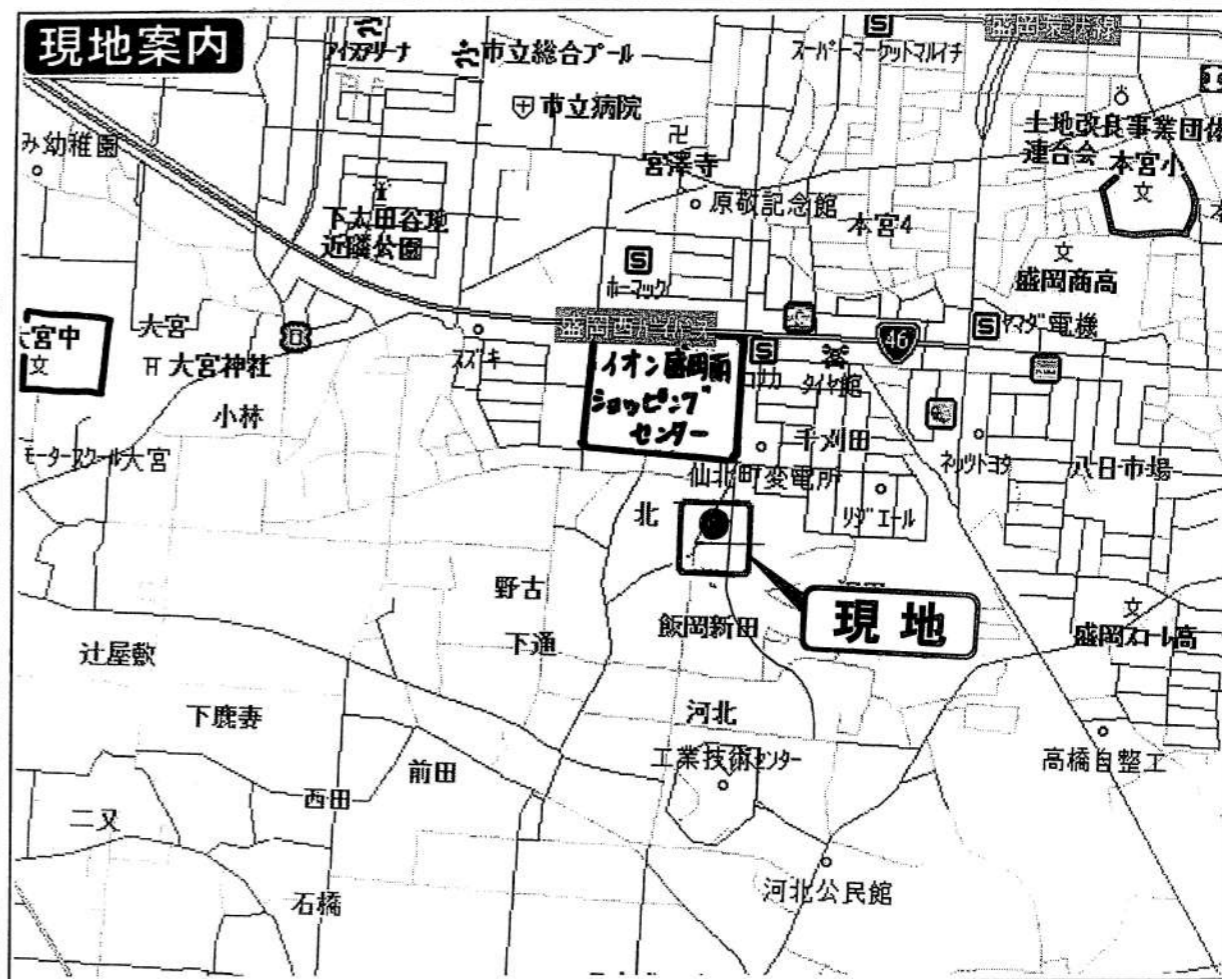 現地案内
アイスアリーナ
市立総合プール
スーパーマーケットマルイチ
盛岡環状線
市立病院
み幼稚園
宮澤寺
土地改良事業団体
連合会
本宮小
文
下太田谷地
近隣公園
原敬記念館
本宮4
文
盛岡商高
S
ホーマック
大宮
盛岡西バイパス
46
S
ヤマダ電機
大宮中
文
大宮神社
スズキ
イオン盛岡南
ショッピング
センター
S
コナカ
タイヤ館
小林
千刈田
モータースクール大宮
仙北町変電所
ネッツトヨタ
八日市場
北
リジェール
野古
現地
文
飯岡新田
盛岡スコーレ高
辻屋敷
下通
下鹿妻
河北
工業技術センター
高橋自整工
前田
西田
二又
河北公民館
石橋